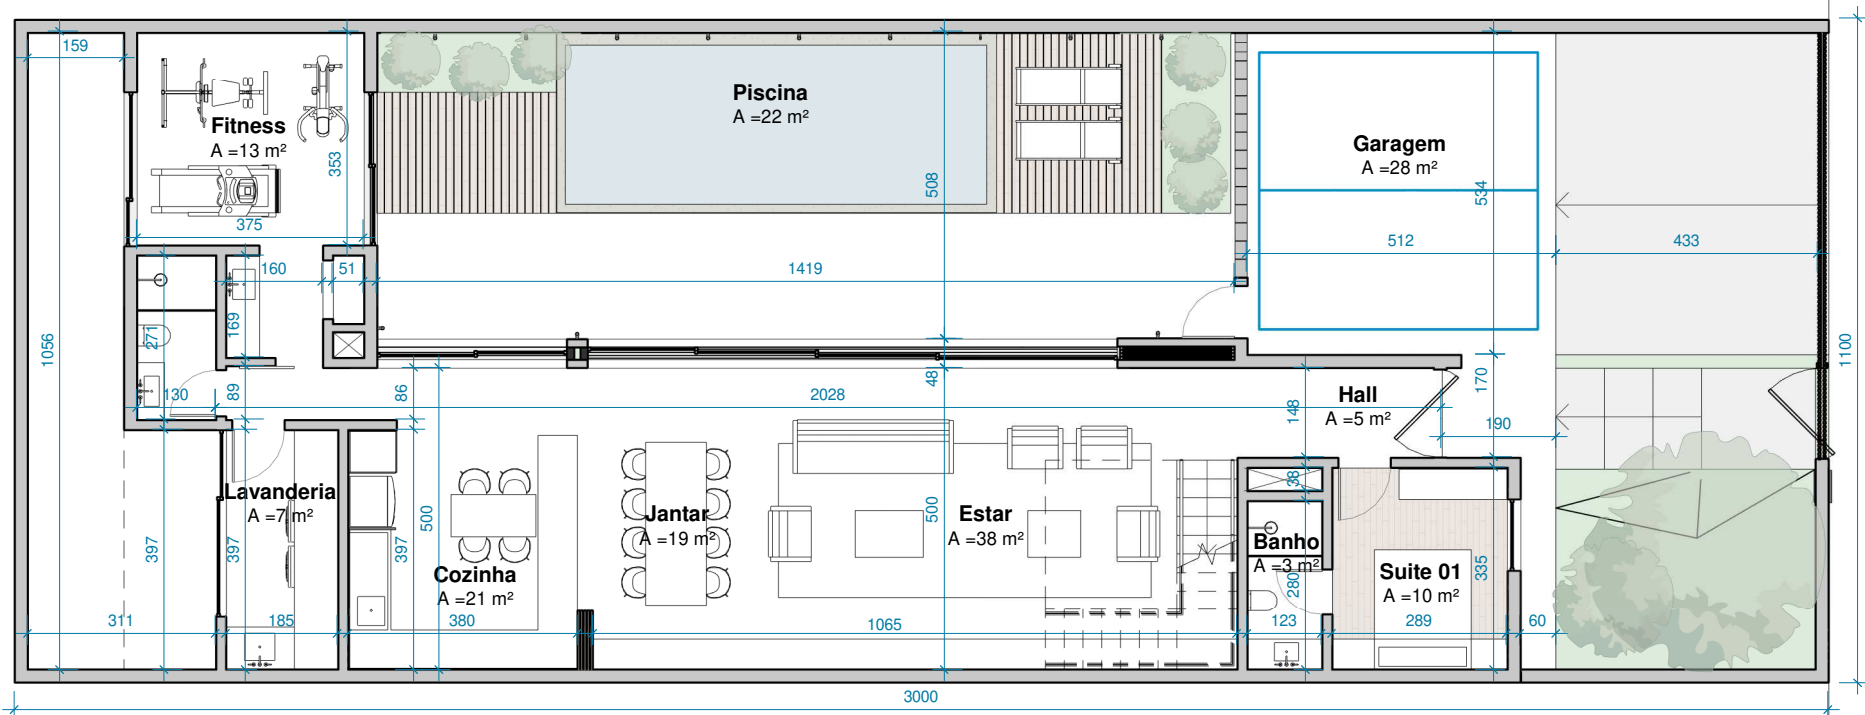 159
Fitness
A =13 m²
353
375
Piscina
A =22 m²
508
Garagem
A =28 m²
534
512
433
160
51
1419
1056
271
169
1100
130
89
86
2028
48
148
Hall
A =5 m²
170
190
Lavanderia
A =7 m²
397
397
397
500
Cozinha
A =21 m²
Jantar
A =19 m²
500
Estar
A =38 m²
38
Banho
A =3 m²
280
Suite 01
A =10 m²
335
311
185
380
1065
123
289
60
3000